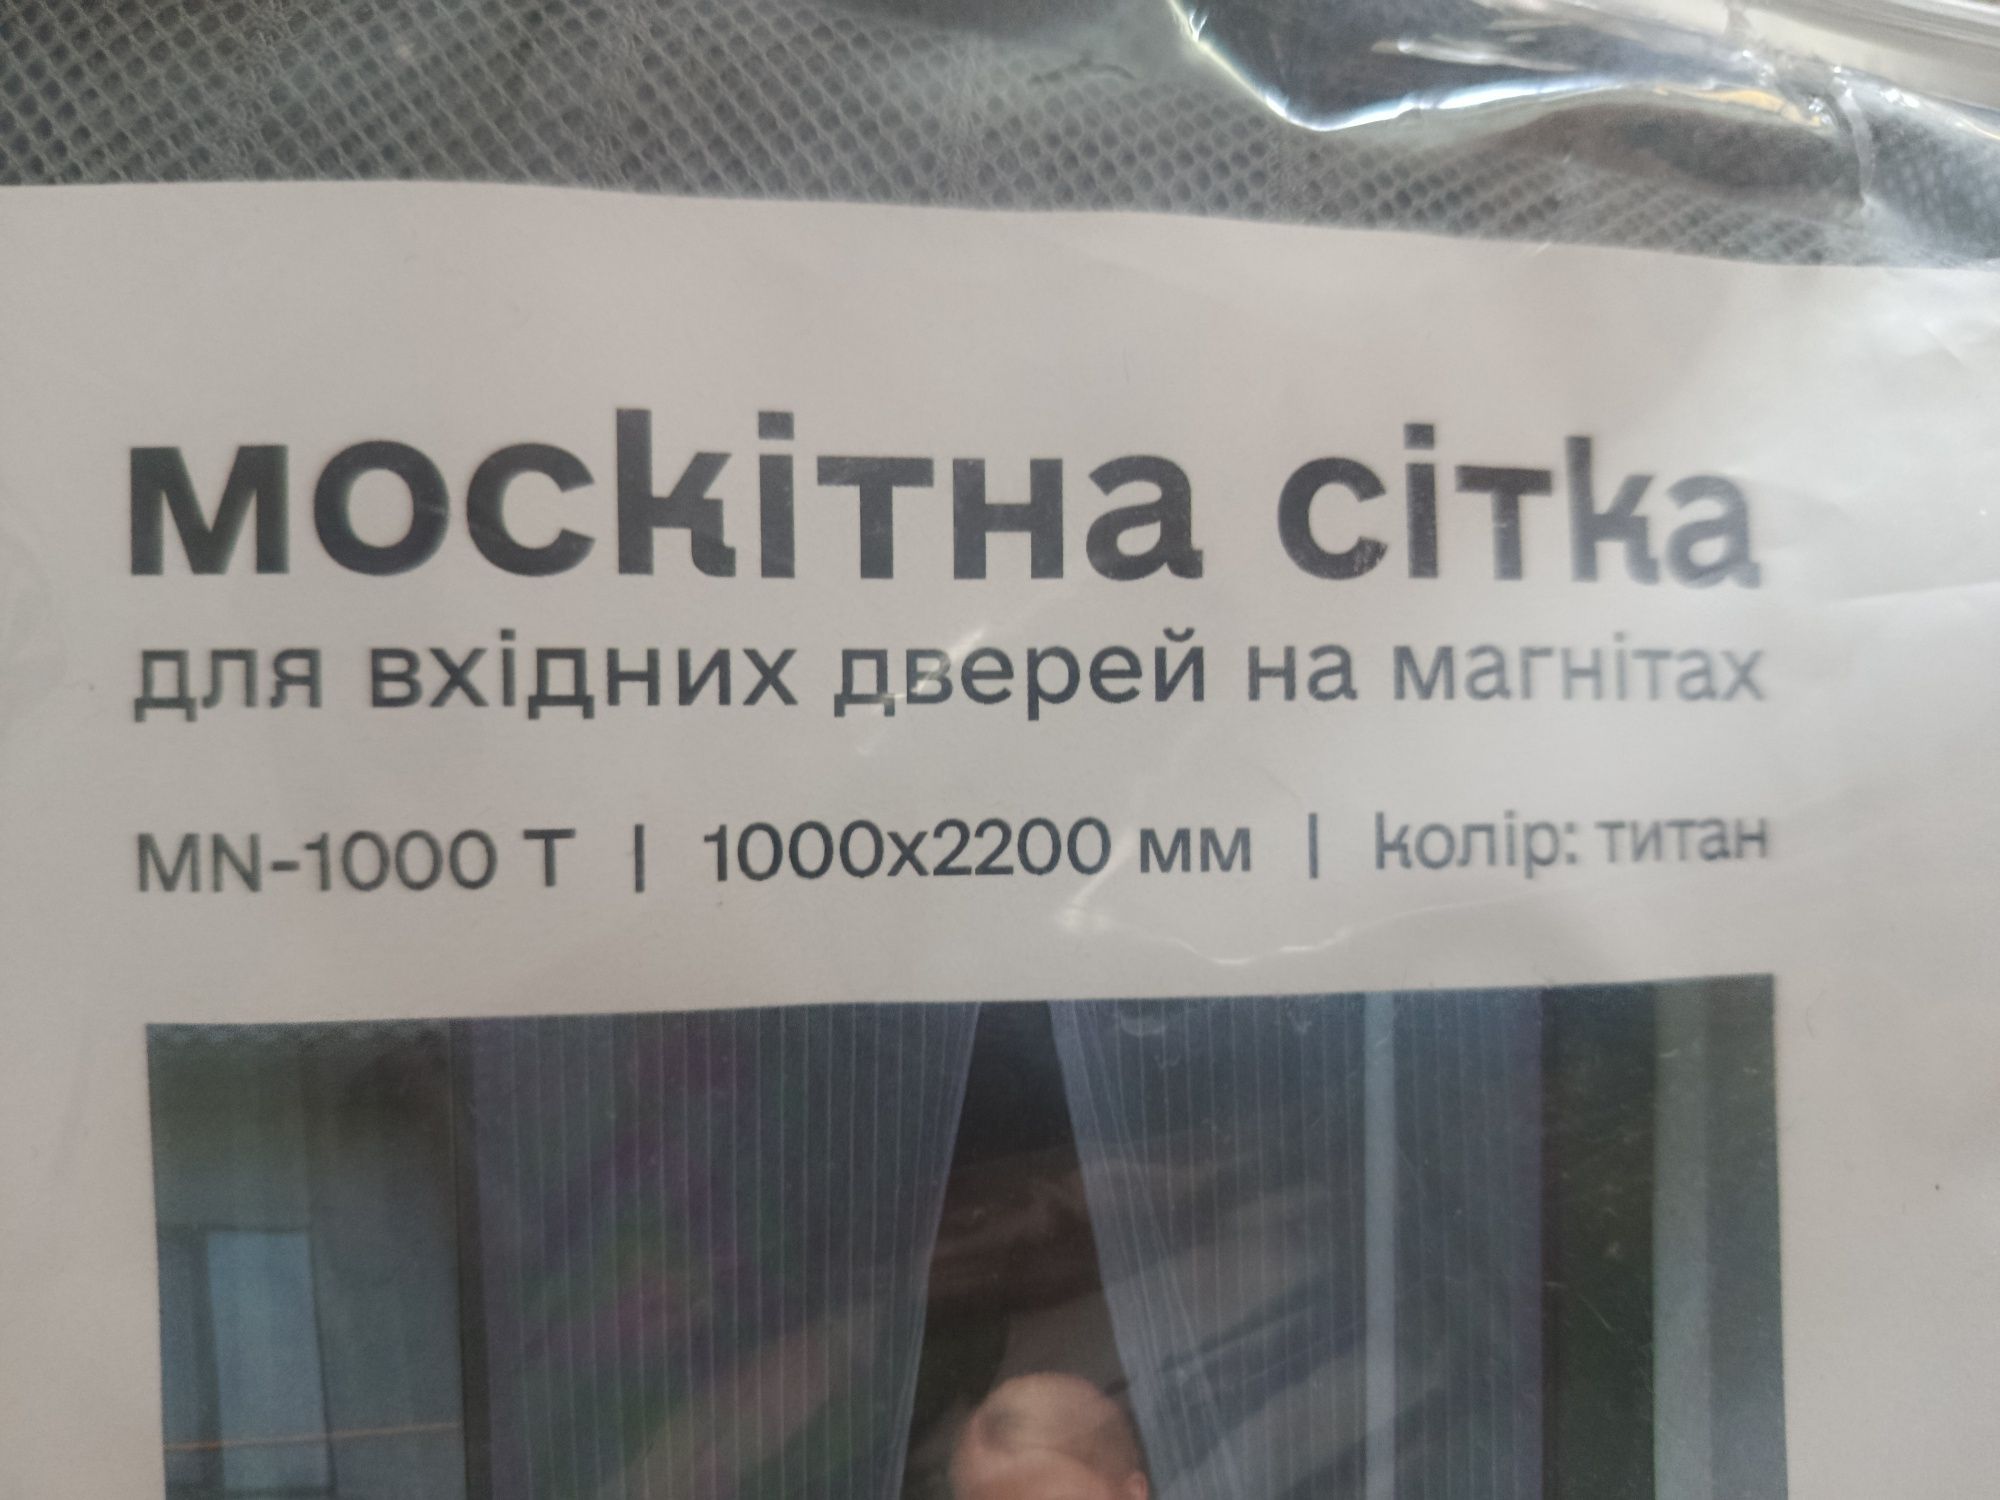 москітна сітка
для вхідних дверей на магнітах
MN-1000 T | 1000x2200 мм | колір: титан